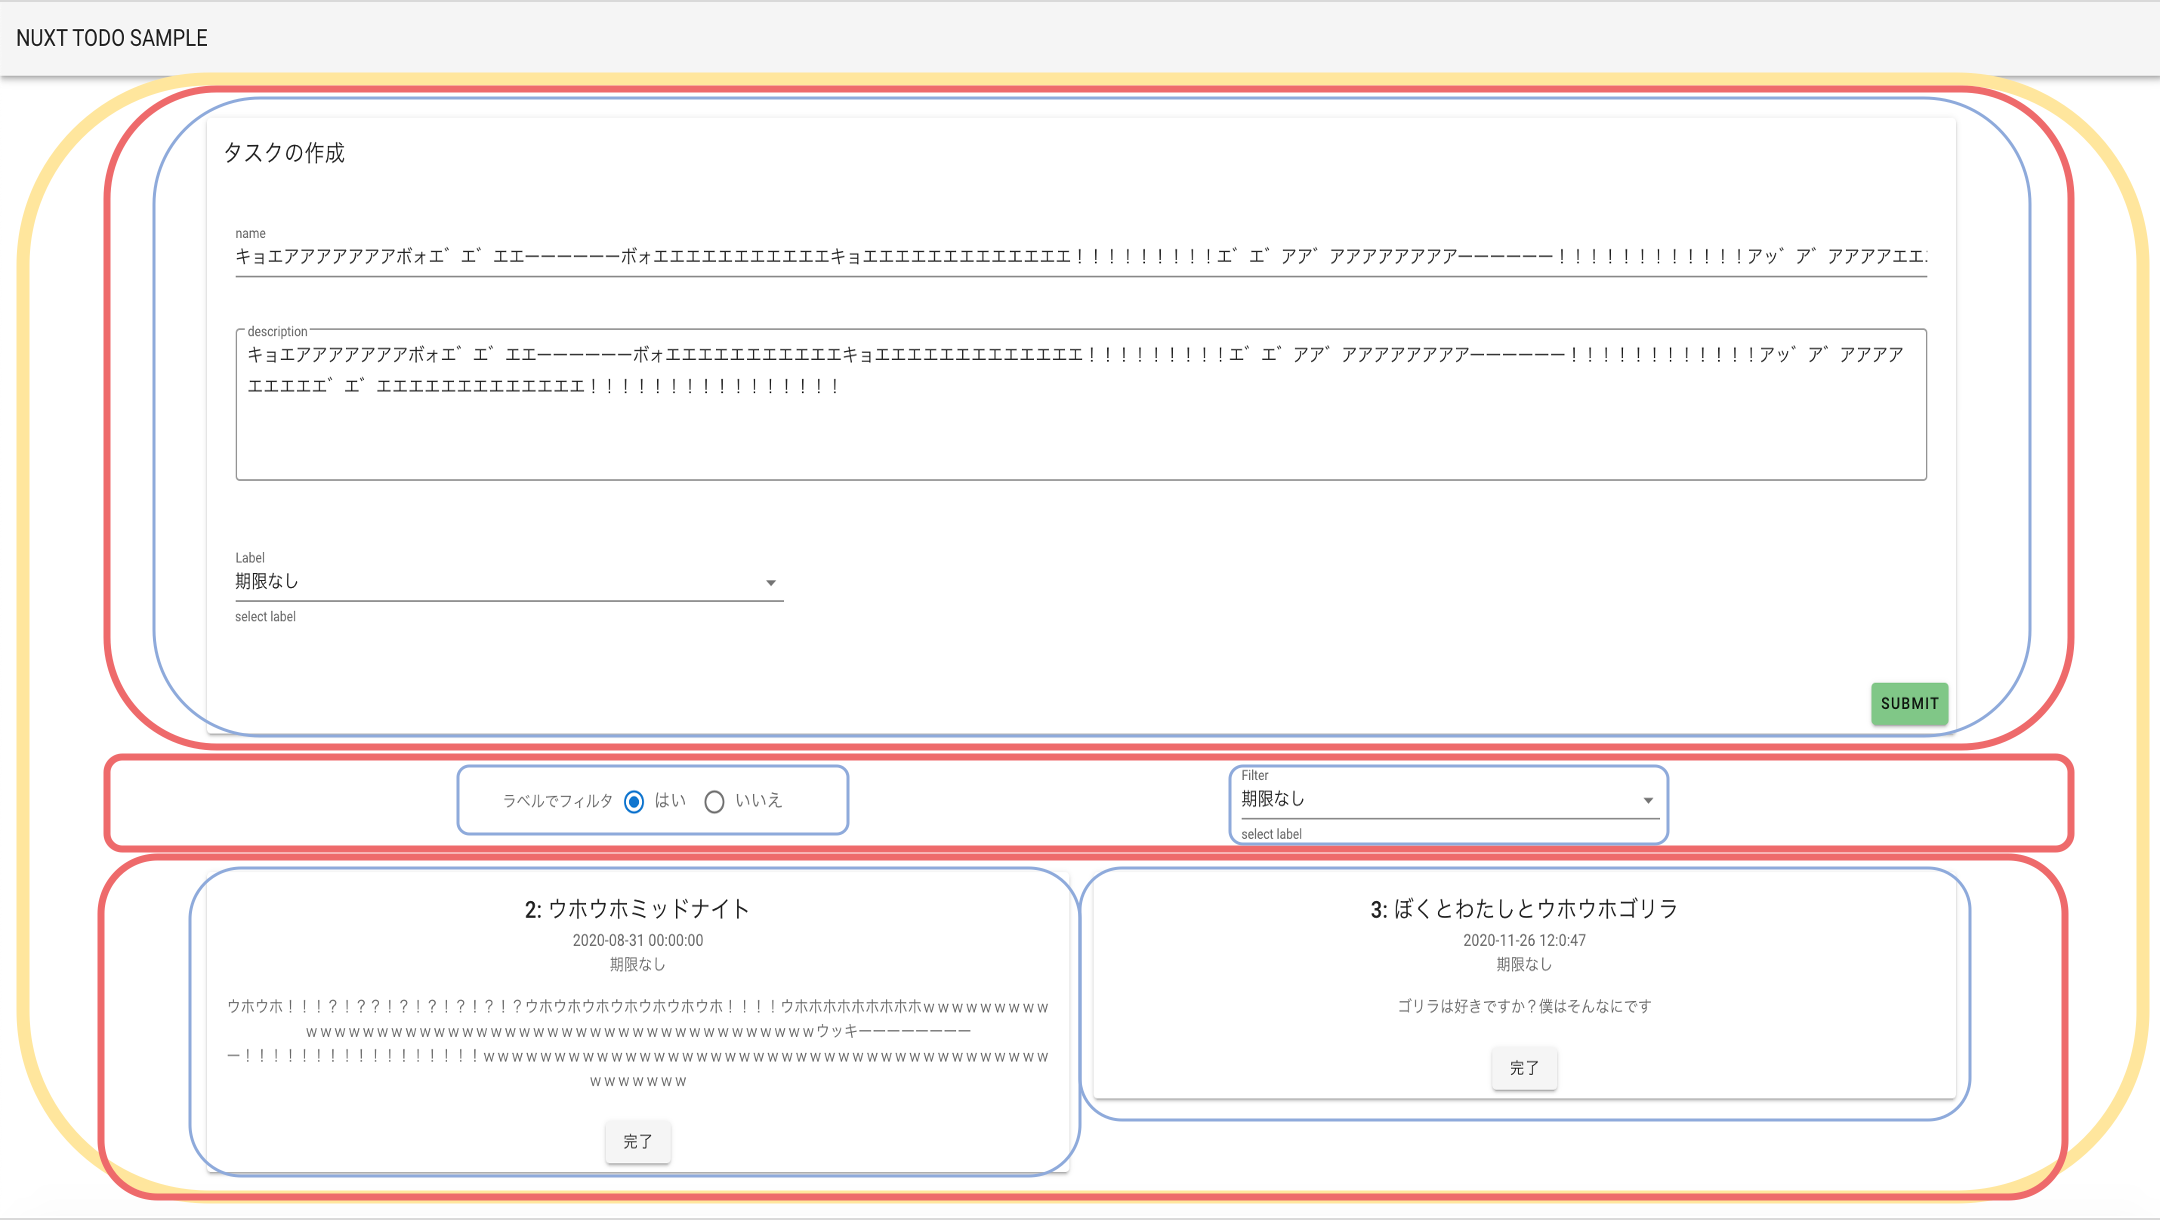 NUXT TODO SAMPLE
タスクの作成
name
キョエアアアアアアアボォエ゛エ゛エエーーーーーーボォエエエエエエエエエエエキョエエエエエエエエエエエエエ！！！！！！！！！エ゛エ゛アア゛アアアアアアアアーーーーーー！！！！！！！！！！！！アッ゛ア゛アアアアエエ
description
キョエアアアアアアアボォエ゛エ゛エエーーーーーーボォエエエエエエエエエエエキョエエエエエエエエエエエエエ！！！！！！！！！エ゛エ゛アア゛アアアアアアアアーーーーーー！！！！！！！！！！！！アッ゛ア゛アアアア
エエエエエ゛エ゛エエエエエエエエエエエエエ！！！！！！！！！！！！！！！！
Label
期限なし
select label
SUBMIT
ラベルでフィルタ はい いいえ
Filter
期限なし
select label
2: ウホウホミッドナイト
2020-08-31 00:00:00
期限なし
ウホウホ！！！？！？？！？！？！？！？！？ウホウホウホウホウホウホウホ！！！！ウホホホホホホホホホｗｗｗｗｗｗｗｗｗ
ｗｗｗｗｗｗｗｗｗｗｗｗｗｗｗｗｗｗｗｗｗｗｗｗｗｗｗｗｗｗｗｗｗｗｗｗウッキーーーーーーーー
ー！！！！！！！！！！！！！！！！！ｗｗｗｗｗｗｗｗｗｗｗｗｗｗｗｗｗｗｗｗｗｗｗｗｗｗｗｗｗｗｗｗｗｗｗｗｗｗｗｗ
ｗｗｗｗｗｗｗ
完了
3: ぼくとわたしとウホウホゴリラ
2020-11-26 12:0:47
期限なし
ゴリラは好きですか？僕はそんなにです
完了